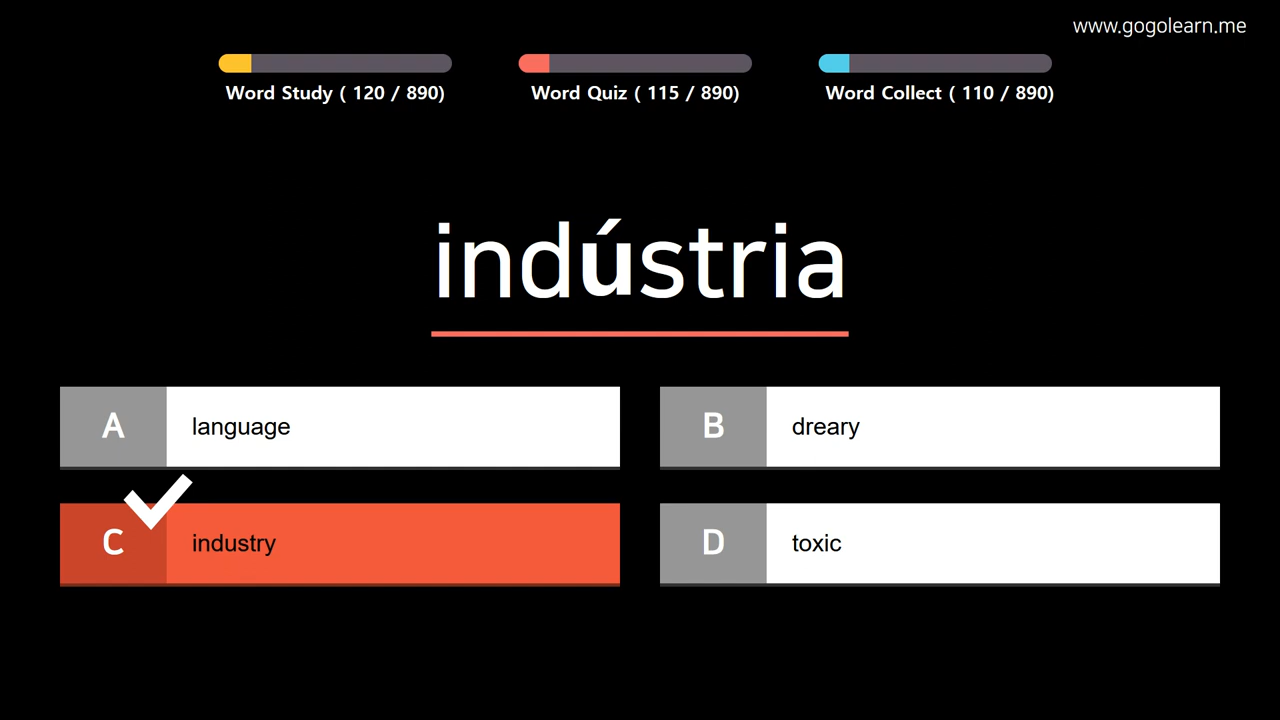 www.gogolearn.me
Word Study ( 120 / 890)
Word Quiz ( 115 / 890)
Word Collect ( 110 / 890)
indústria
A language
B dreary
C industry
D toxic